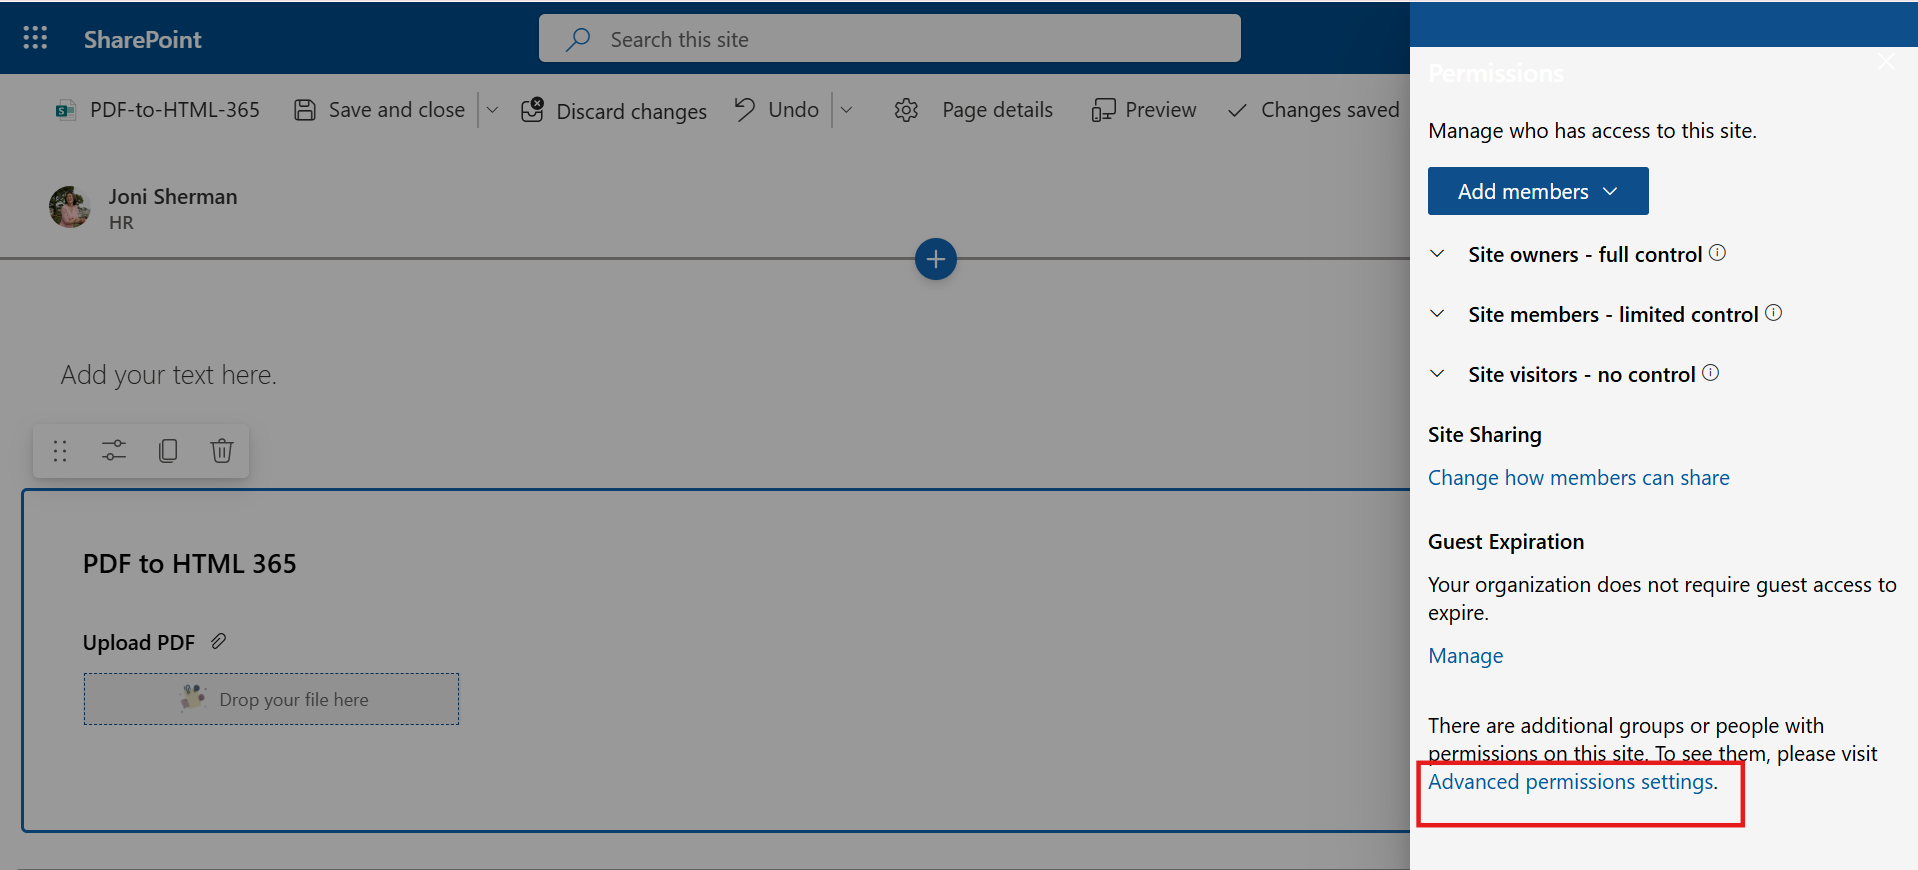 SharePoint
Search this site
PDF-to-HTML-365
Save and close
Discard changes
Undo
Page details
Preview
Changes saved
Joni Sherman
HR
Add your text here.
PDF to HTML 365
Upload PDF
Drop your file here
Permissions
Manage who has access to this site.
Add members
Site owners - full control
Site members - limited control
Site visitors - no control
Site Sharing
Change how members can share
Guest Expiration
Your organization does not require guest access to
expire.
Manage
There are additional groups or people with
permissions on this site. To see them, please visit
Advanced permissions settings.